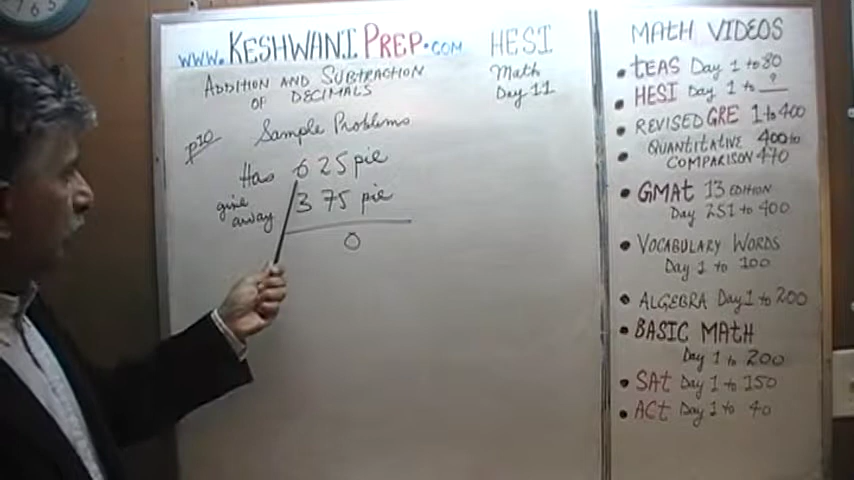 www.KESHWANI PREP.com
HESI
ADDITION AND SUBTRACTION
OF DECIMALS
Math
Day 11
p10
Sample Problems
Has 625 pie
give away 375 pie
0
MATH VIDEOS
• TEAS Day 1 to 80
• HESI Day 1 to ?
• REVISED GRE 1 to 400
• QUANTITATIVE 400 to
COMPARISON 470
• GMAT 13 EDITION
Day 251 to 400
• VOCABULARY WORDS
Day 1 to 100
• ALGEBRA Day 1 to 200
• BASIC MATH
Day 1 to 200
• SAT Day 1 to 150
• ACT Day 1 to 40
7 6 5